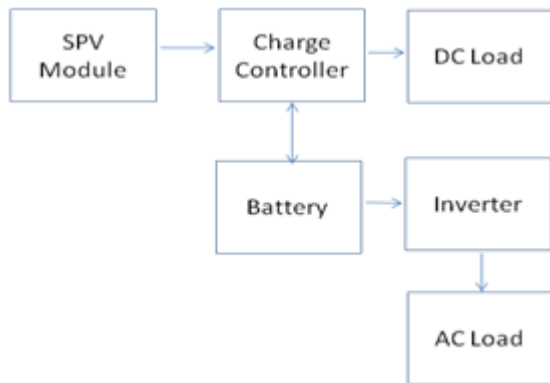 SPV
Module
Charge
Controller
DC Load
Battery
Inverter
AC Load